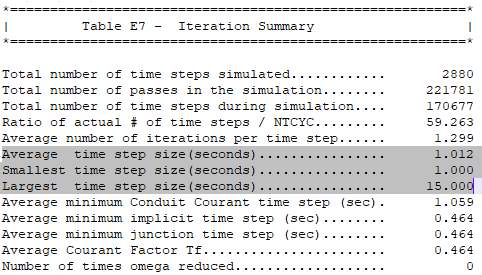 *=================================================*
| Table E7 - Iteration Summary |
*=================================================*
Total number of time steps simulated............ 2880
Total number of passes in the simulation........ 221781
Total number of time steps during simulation.... 170677
Ratio of actual # of time steps / NTCYC......... 59.263
Average number of iterations per time step...... 1.299
Average  time step size(seconds)................ 1.012
Smallest time step size(seconds)................ 1.000
Largest  time step size(seconds)................ 15.000
Average minimum Conduit Courant time step (sec). 1.059
Average minimum implicit time step (sec)........ 0.464
Average minimum junction time step (sec)........ 0.464
Average Courant Factor Tf....................... 0.464
Number of times omega reduced................... 0